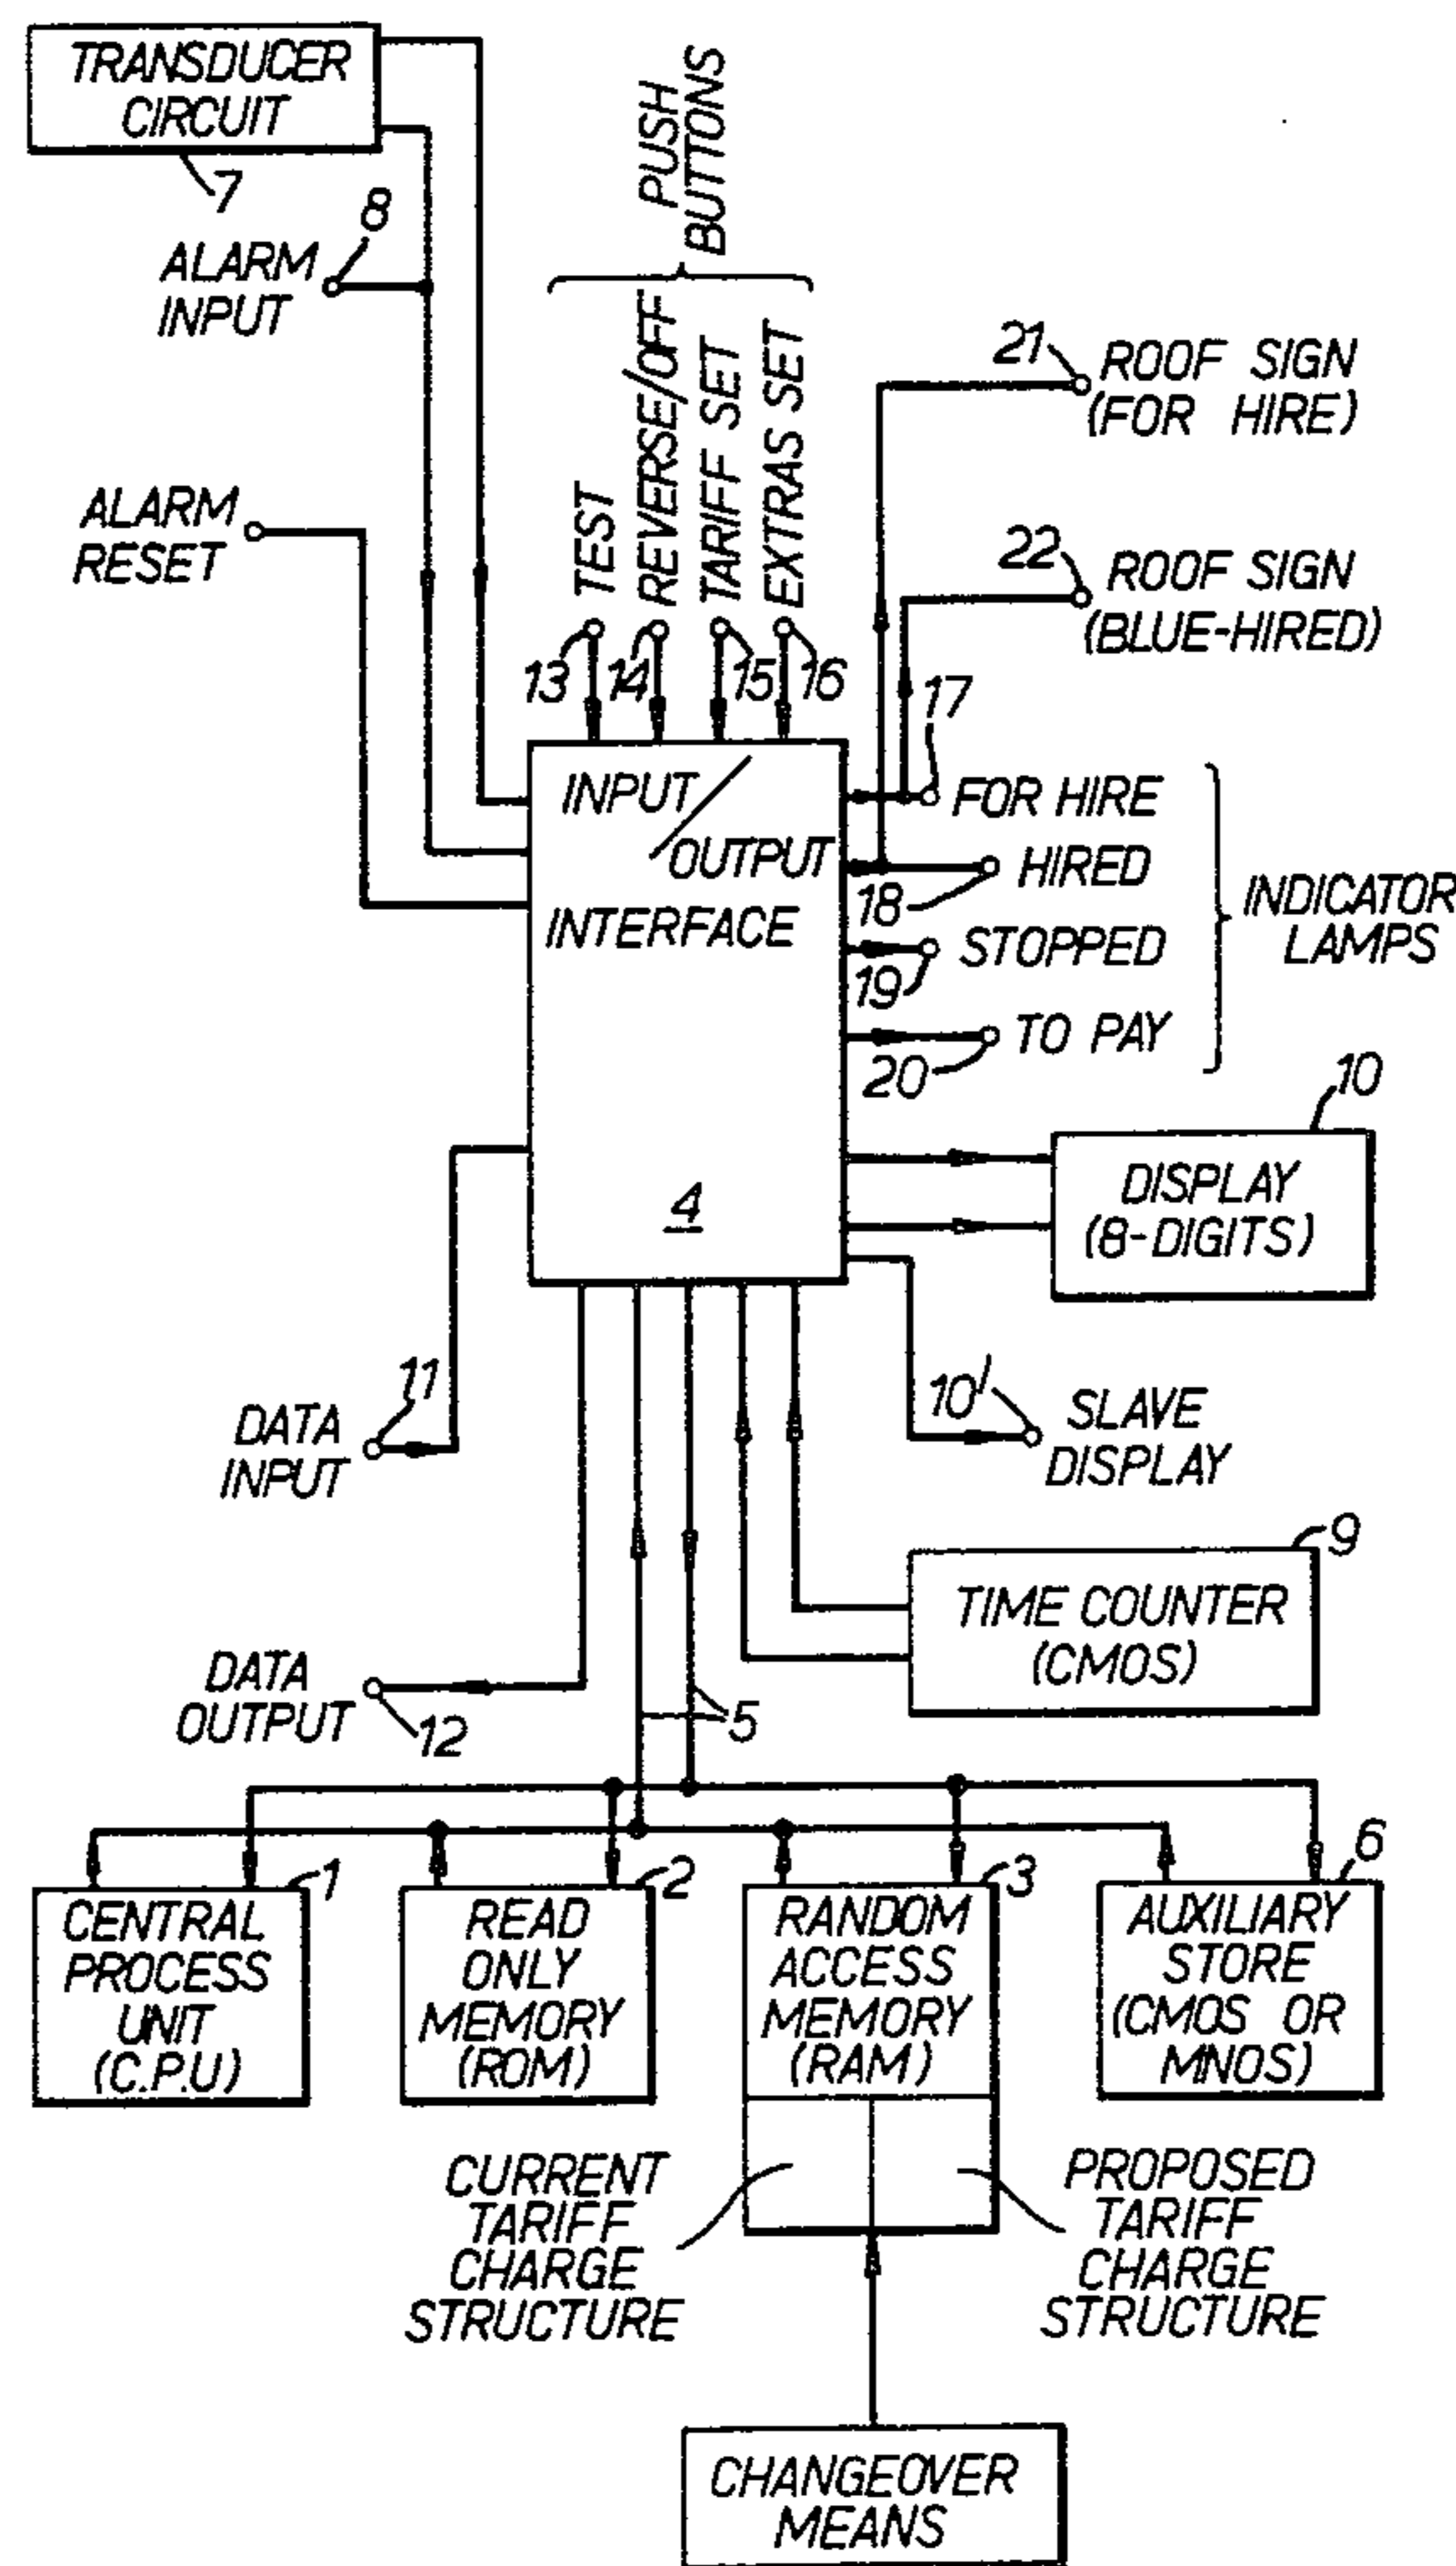 TRANSDUCER
CIRCUIT
7
PUSH
BUTTONS
8
ALARM
INPUT
TEST
REVERSE/OFF
TARIFF SET
EXTRAS SET
21
ROOF SIGN
(FOR HIRE)
ALARM
RESET
22
ROOF SIGN
(BLUE-HIRED)
13
14
15
16
17
INPUT/
OUTPUT
INTERFACE
4
FOR HIRE
18
HIRED
19
STOPPED
20
TO PAY
INDICATOR
LAMPS
10
DISPLAY
(8-DIGITS)
11
DATA
INPUT
10'
SLAVE
DISPLAY
9
TIME COUNTER
(CMOS)
DATA
OUTPUT
12
5
1
CENTRAL
PROCESS
UNIT
(C.P.U)
2
READ
ONLY
MEMORY
(ROM)
3
RANDOM
ACCESS
MEMORY
(RAM)
6
AUXILIARY
STORE
(CMOS OR
MNOS)
CURRENT
TARIFF
CHARGE
STRUCTURE
PROPOSED
TARIFF
CHARGE
STRUCTURE
CHANGEOVER
MEANS